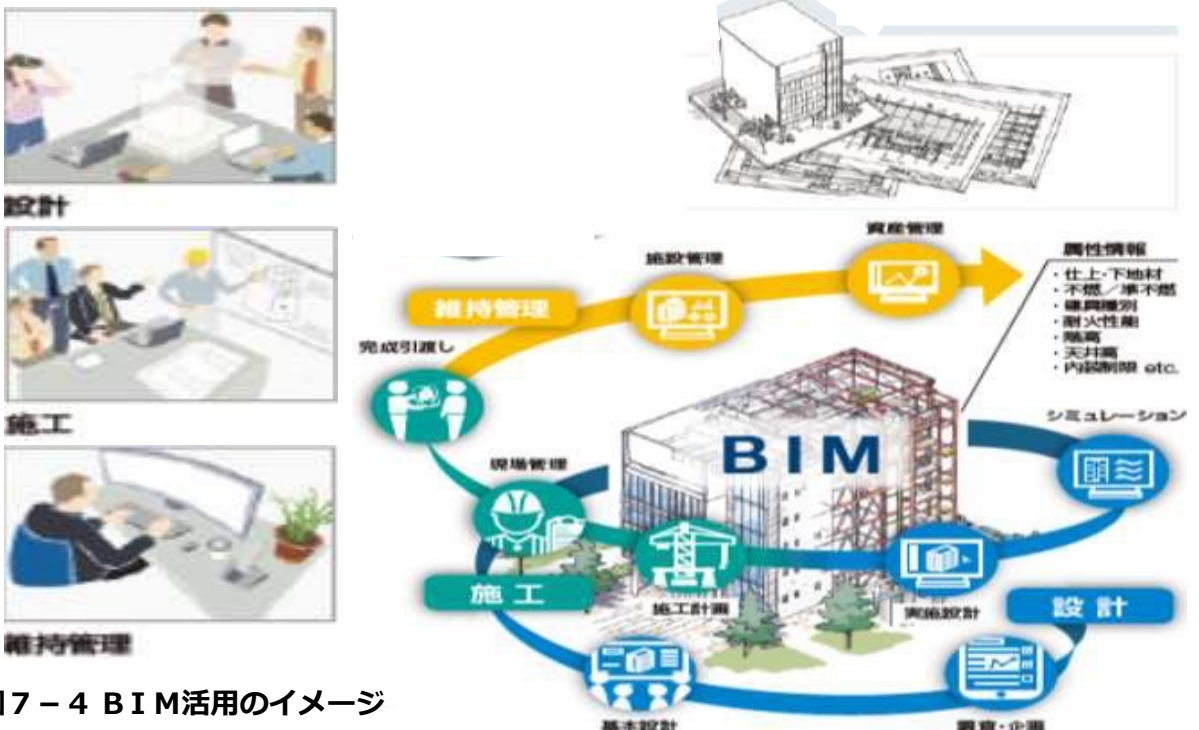 設計
施工
維持管理
資産管理
施設管理
維持管理
完成引渡し
属性情報
・仕上・下地材
・不燃／準不燃
・建具種別
・耐火性能
・階高
・天井高
・内装制限 etc.
シミュレーション
BIM
現場管理
施工
施工計画
実施設計
設計
基本設計
調査・企画
7－4 ＢＩＭ活用のイメージ